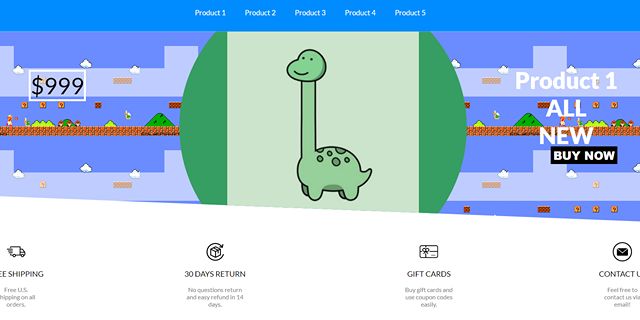 Product 1 Product 2 Product 3 Product 4 Product 5
$999
Product 1
ALL
NEW
BUY NOW
EE SHIPPING
Free U.S.
hipping on all
orders.
30 DAYS RETURN
No questions return
and easy refund in 14
days.
GIFT CARDS
Buy gift cards and
use coupon codes
easily.
CONTACT U
Feel free to
contact us via
email!